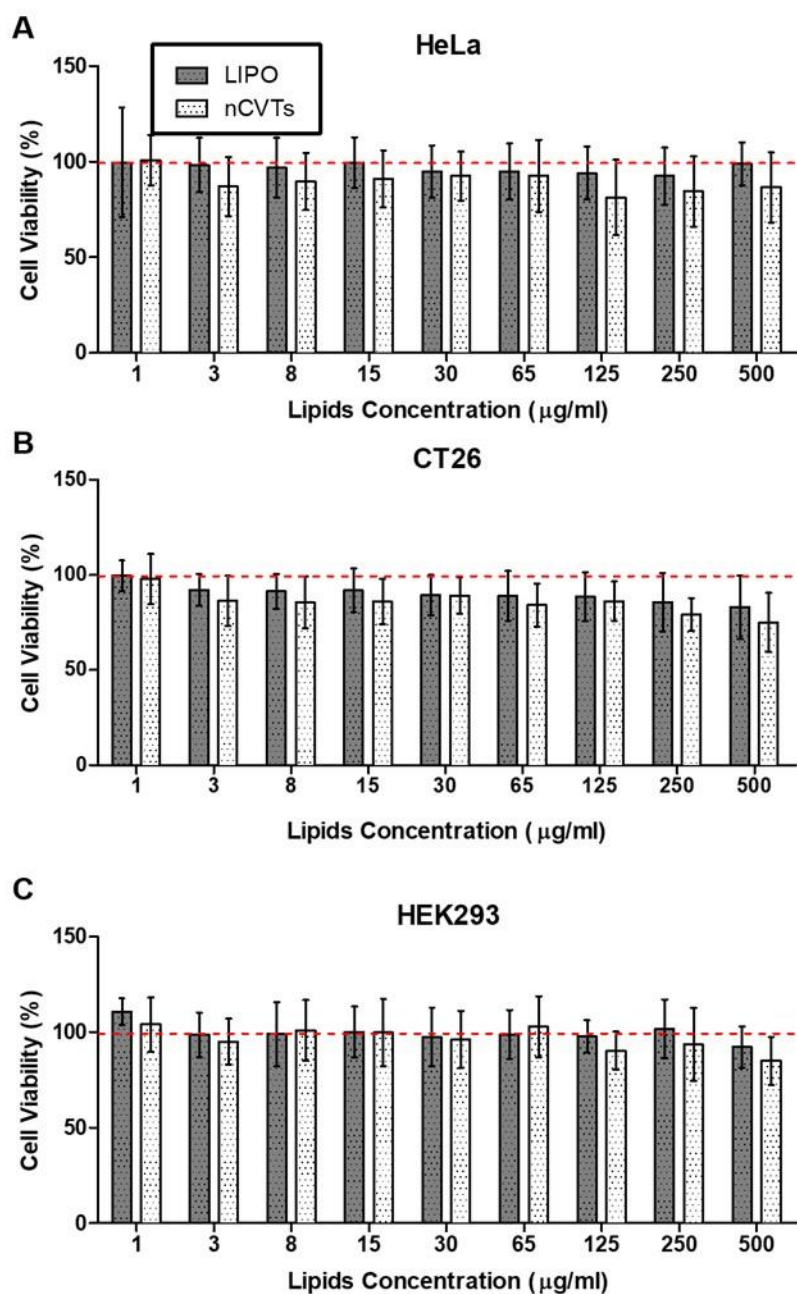 A
HeLa
LIPO
nCVTs
150
100
50
0
Cell Viability (%)
1 3 8 15 30 65 125 250 500
Lipids Concentration ( μg/ml)
B
CT26
150
100
50
0
Cell Viability (%)
1 3 8 15 30 65 125 250 500
Lipids Concentration ( μg/ml)
C
HEK293
150
100
50
0
Cell Viability (%)
1 3 8 15 30 65 125 250 500
Lipids Concentration ( μg/ml)